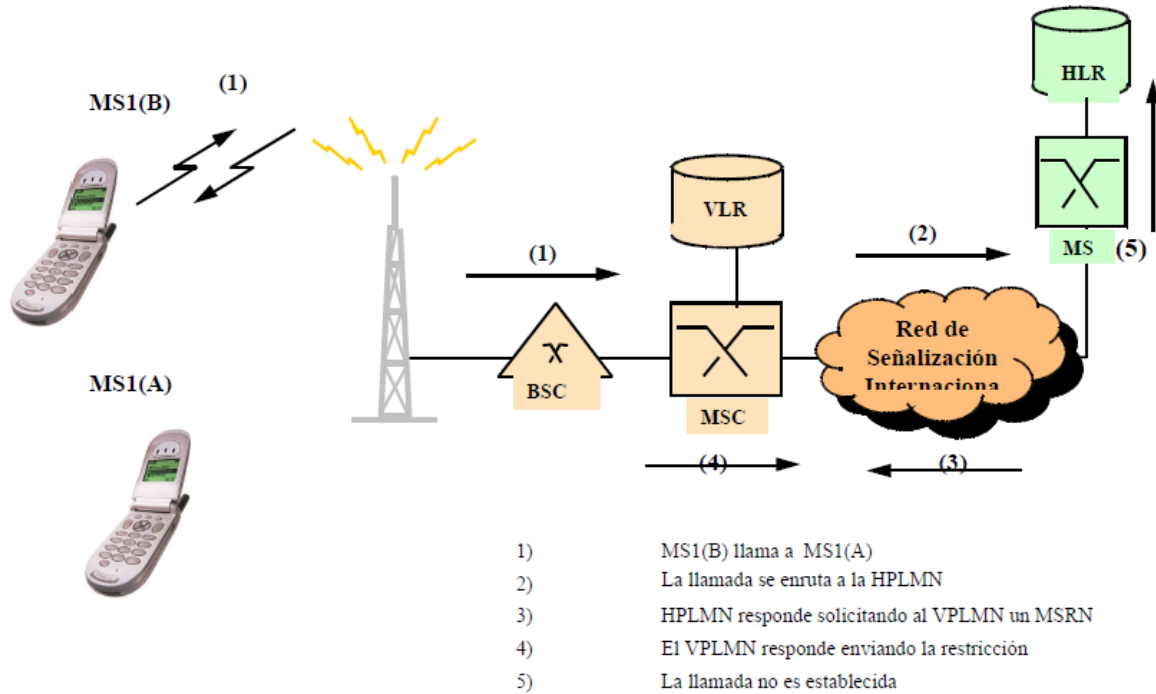 HLR
(1)
MS1(B)
VLR
(2)
MS (5)
(1)
Red de
Señalización
Internaciona
MS1(A)
BSC
MSC
(4)
(3)
1) MS1(B) llama a MS1(A)
2) La llamada se enruta a la HPLMN
3) HPLMN responde solicitando al VPLMN un MSRN
4) El VPLMN responde enviando la restricción
5) La llamada no es establecida